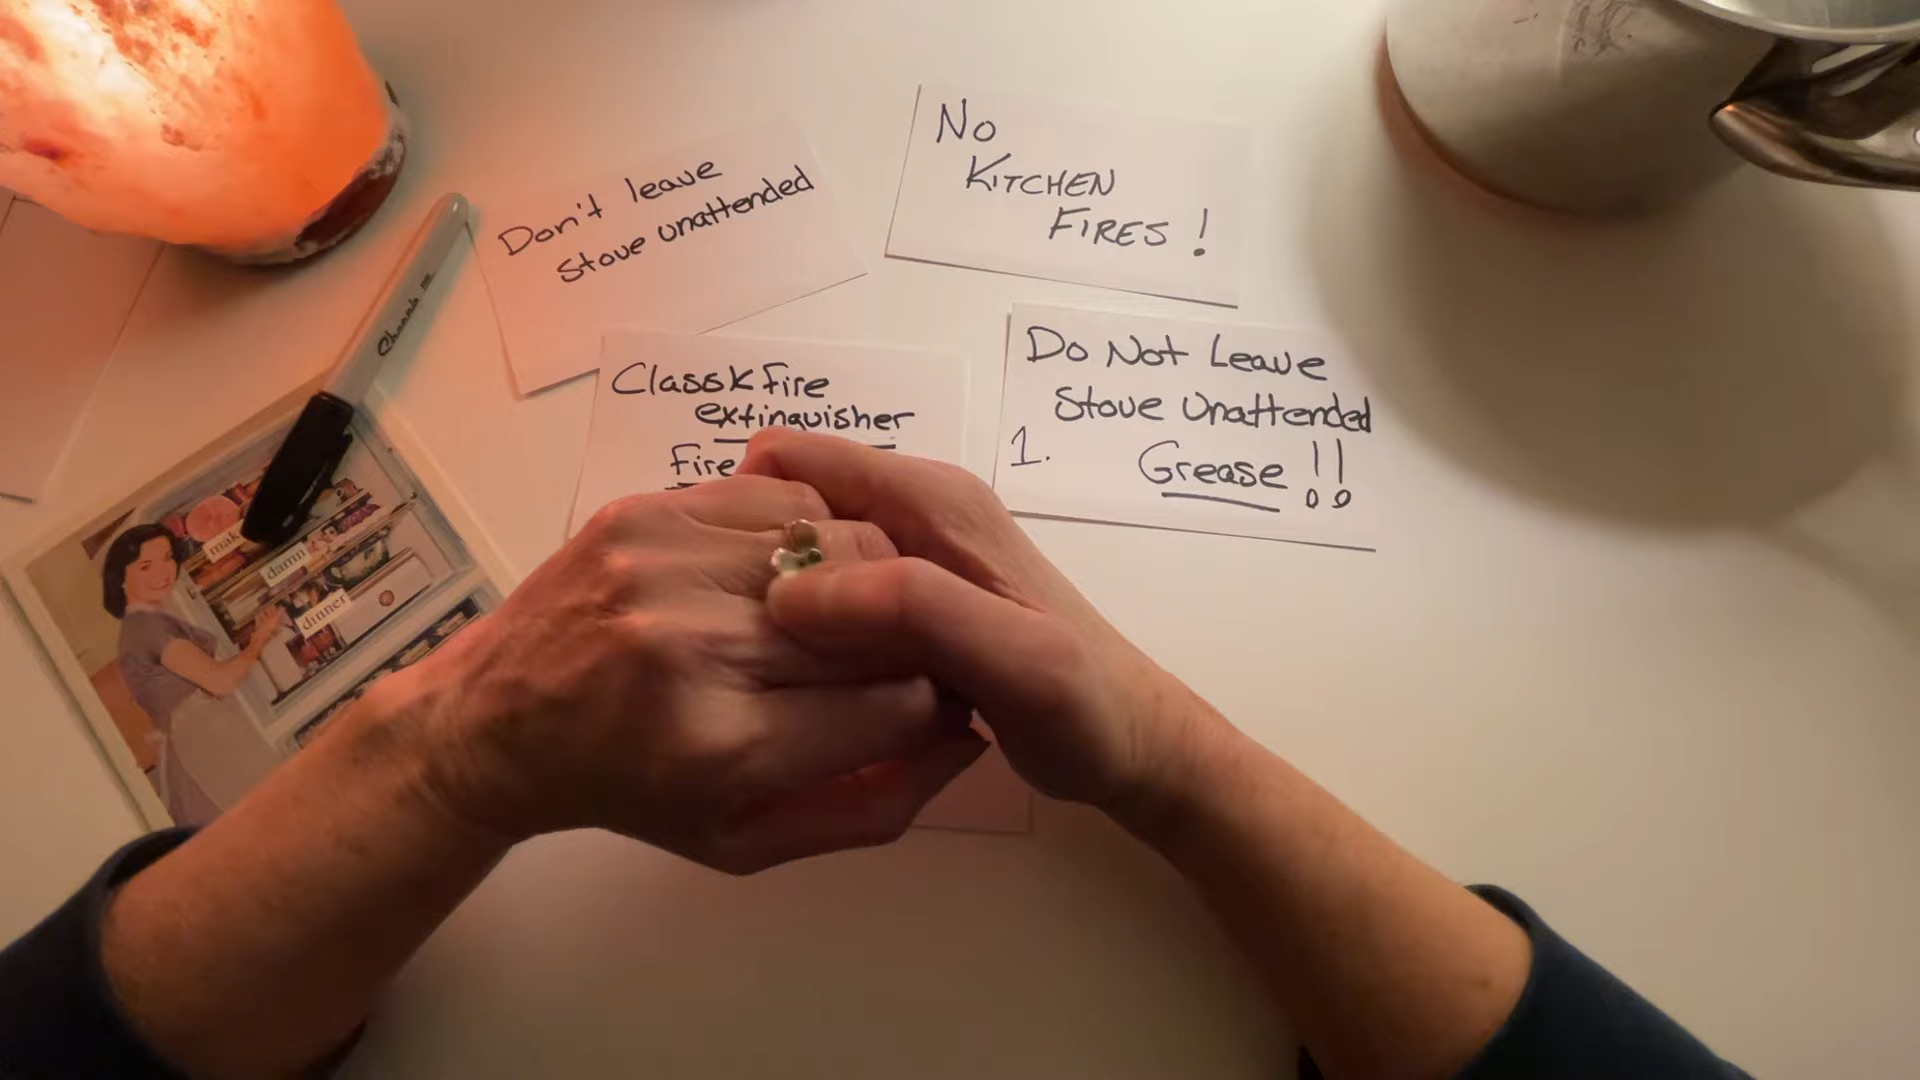 No
KITCHEN
FIRES!
Don't leave
stove unattended
Do Not Leave
Stove Unattended
1. Grease!!
Class K fire
extinguisher
fire
damn
dinner